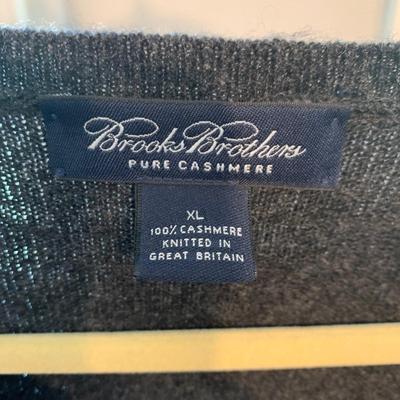 Brooks Brothers
PURE CASHMERE
XL
100% CASHMERE
KNITTED IN
GREAT BRITAIN